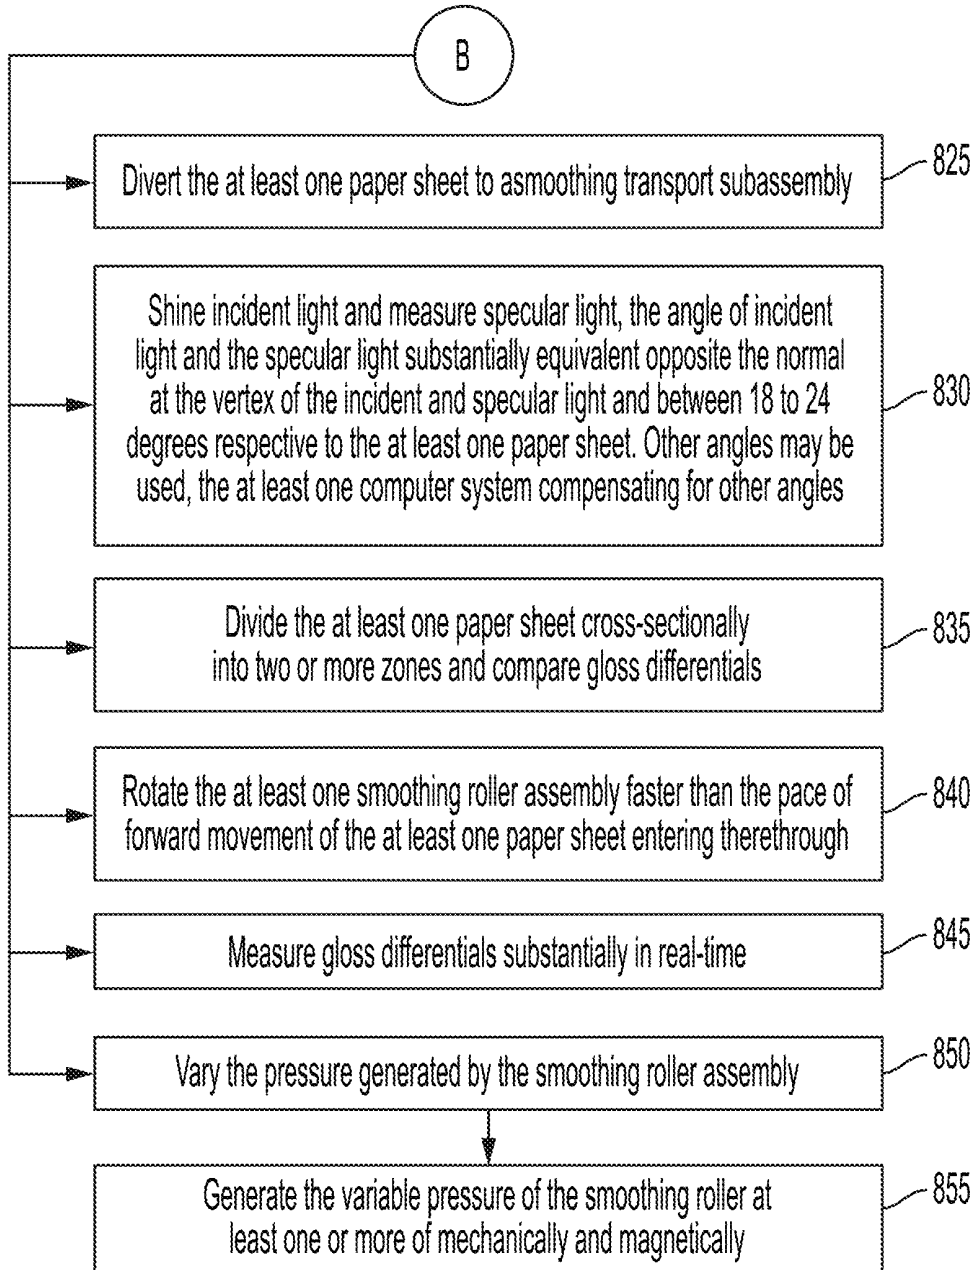 B
Divert the at least one paper sheet to asmoothing transport subassembly
825
Shine incident light and measure specular light, the angle of incident
light and the specular light substantially equivalent opposite the normal
at the vertex of the incident and specular light and between 18 to 24
degrees respective to the at least one paper sheet. Other angles may be
used, the at least one computer system compensating for other angles
830
Divide the at least one paper sheet cross-sectionally
into two or more zones and compare gloss differentials
835
Rotate the at least one smoothing roller assembly faster than the pace of
forward movement of the at least one paper sheet entering therethrough
840
Measure gloss differentials substantially in real-time
845
Vary the pressure generated by the smoothing roller assembly
850
Generate the variable pressure of the smoothing roller at
least one or more of mechanically and magnetically
855